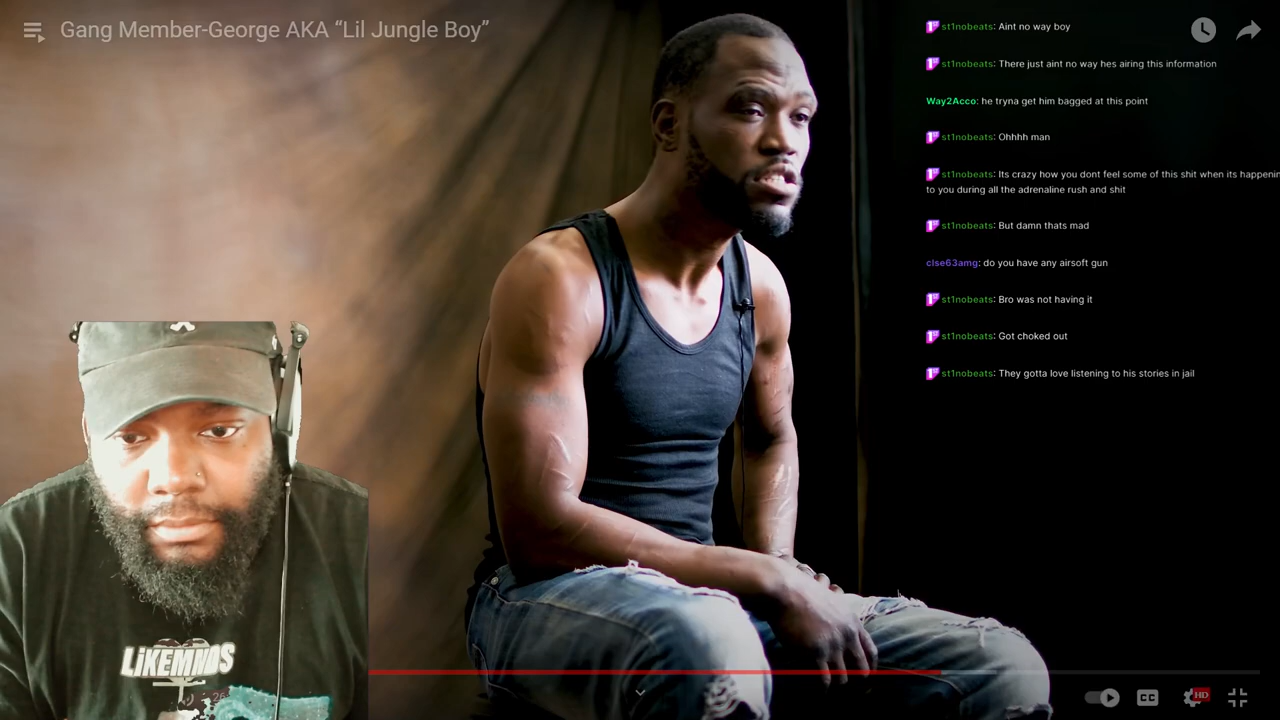 Gang Member-George AKA “Lil Jungle Boy”
st1nobeats: Aint no way boy
st1nobeats: There just aint no way hes airing this information
Way2Acco: he tryna get him bagged at this point
st1nobeats: Ohhhh man
st1nobeats: Its crazy how you dont feel some of this shit when its happenin
to you during all the adrenaline rush and shit
st1nobeats: But damn thats mad
clse63amg: do you have any airsoft gun
st1nobeats: Bro was not having it
st1nobeats: Got choked out
st1nobeats: They gotta love listening to his stories in jail
LiKEMNDS
CC
HD